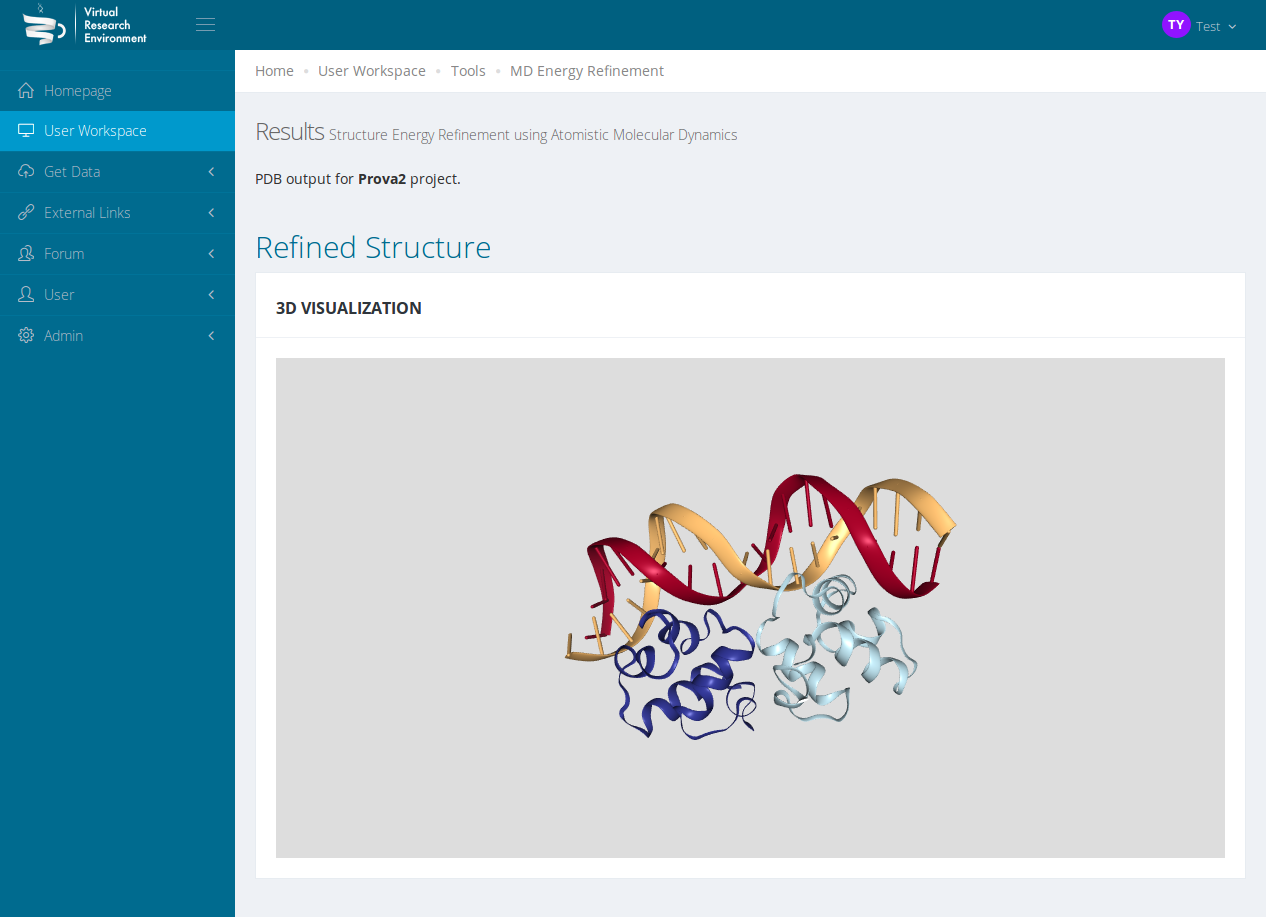 Virtual
Research
Environment
TY Test
Homepage
User Workspace
Get Data
External Links
Forum
User
Admin
Home • User Workspace • Tools • MD Energy Refinement
Results Structure Energy Refinement using Atomistic Molecular Dynamics
PDB output for Prova2 project.
Refined Structure
3D VISUALIZATION